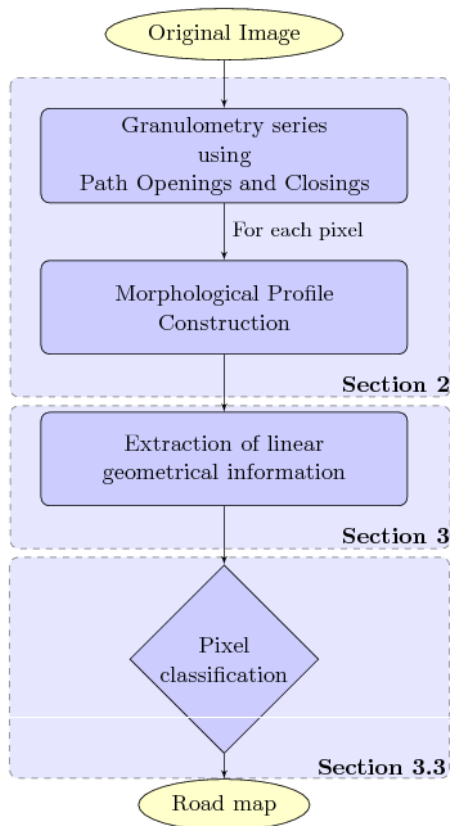 Original Image
Granulometry series
using
Path Openings and Closings
For each pixel
Morphological Profile
Construction
Section 2
Extraction of linear
geometrical information
Section 3
Pixel
classification
Section 3.3
Road map